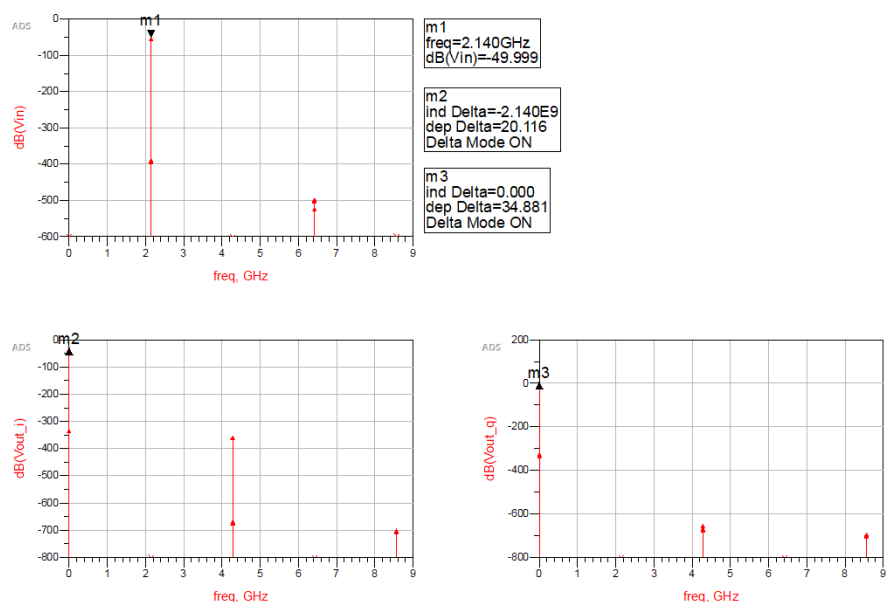 ADS
m1
0
-100
-200
-300
-400
-500
-600
dB(Vin)
0 1 2 3 4 5 6 7 8 9
freq, GHz
m1
freq=2.140GHz
dB(Vin)=-49.999
m2
ind Delta=-2.140E9
dep Delta=20.116
Delta Mode ON
m3
ind Delta=0.000
dep Delta=34.881
Delta Mode ON
ADS
m2
0
-100
-200
-300
-400
-500
-600
-700
-800
dB(Vout_i)
0 1 2 3 4 5 6 7 8 9
freq, GHz
ADS
m3
200
0
-200
-400
-600
-800
dB(Vout_q)
0 1 2 3 4 5 6 7 8 9
freq, GHz